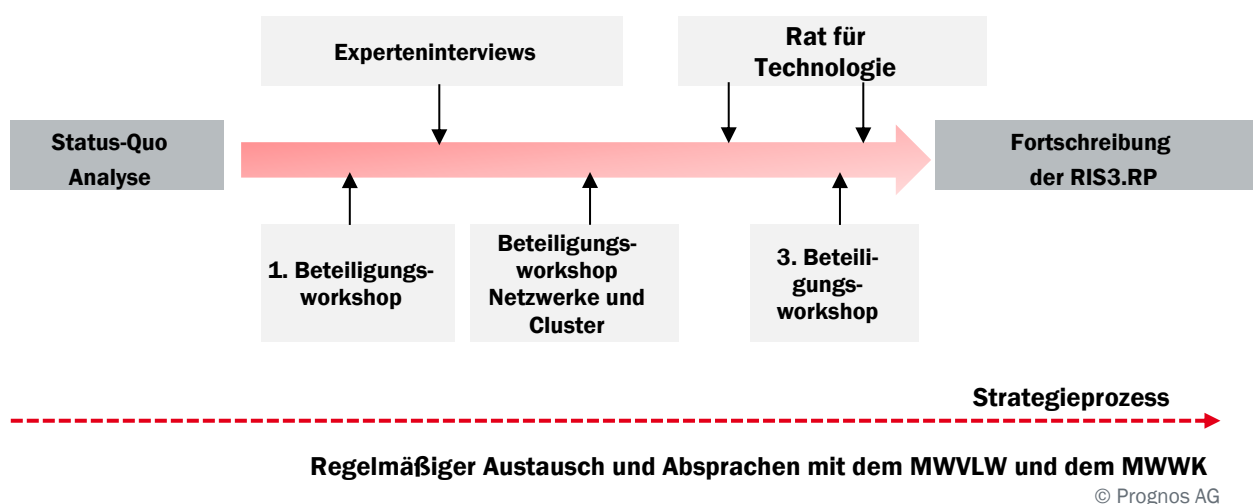 Experteninterviews
Rat für
Technologie
Status-Quo
Analyse
Fortschreibung
der RIS3.RP
1. Beteiligungs-
workshop
Beteiligungs-
workshop
Netzwerke und
Cluster
3. Beteili-
gungs-
workshop
Strategieprozess
Regelmäßiger Austausch und Absprachen mit dem MWVLW und dem MWWK
© Prognos AG